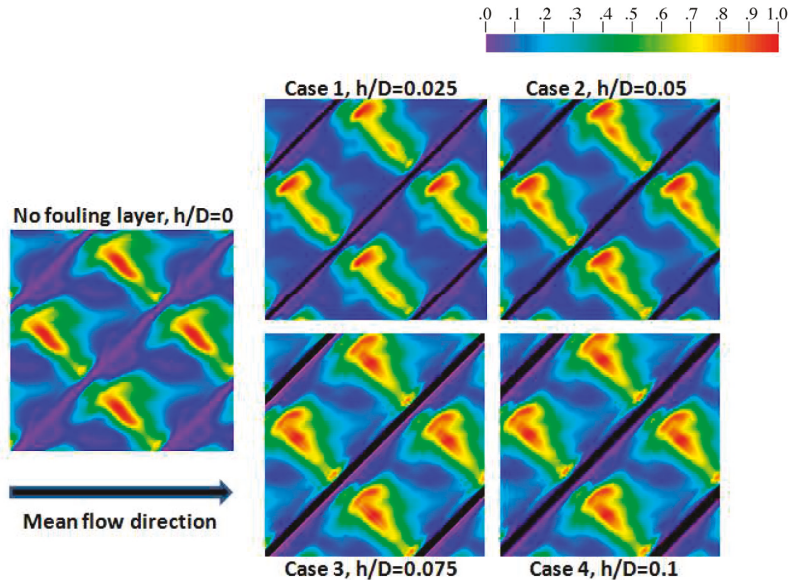 .0 .1 .2 .3 .4 .5 .6 .7 .8 .9 1.0
Case 1, h/D=0.025
Case 2, h/D=0.05
No fouling layer, h/D=0
Mean flow direction
Case 3, h/D=0.075
Case 4, h/D=0.1